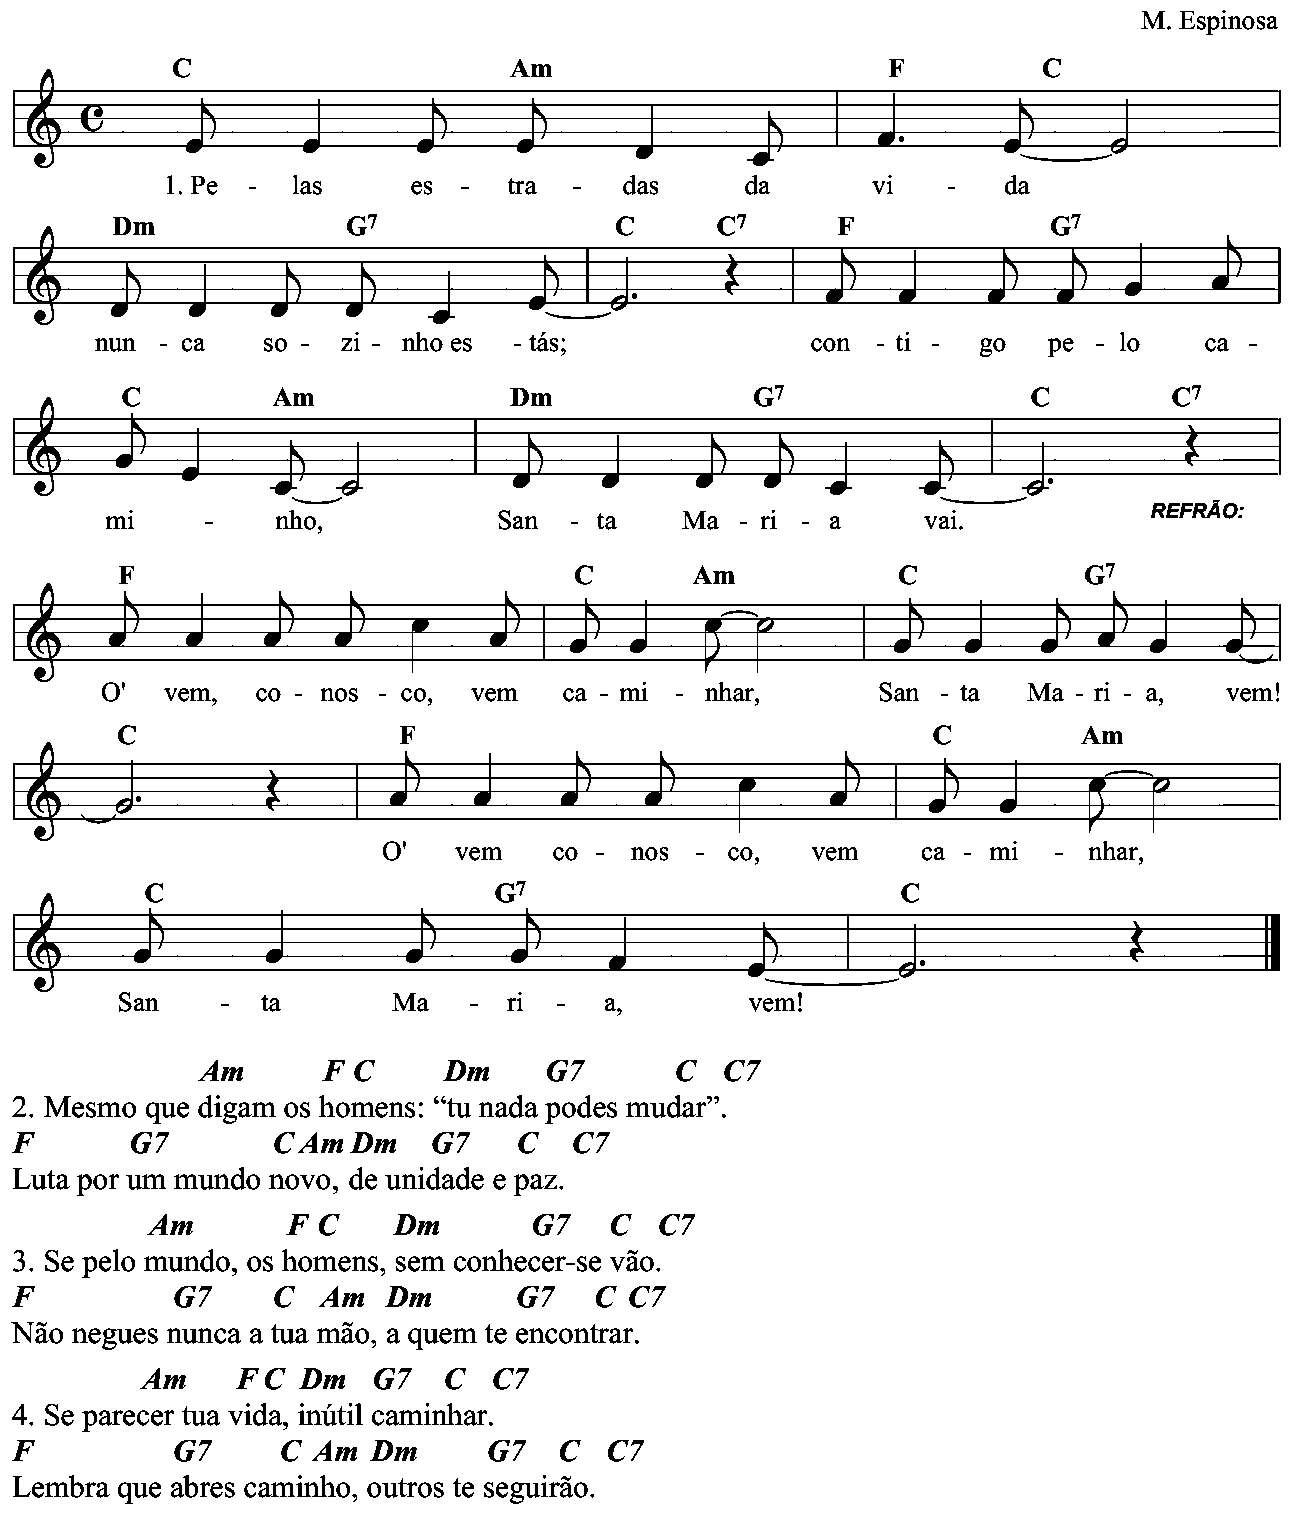 M. Espinosa
C Am F C
1. Pe - las es - tra - das da vi - da
Dm G7 C C7 F G7
nun - ca so - zi - nho es - tás; con - ti - go pe - lo ca -
C Am Dm G7 C C7
mi - nho, San - ta Ma - ri - a vai. REFRÃO:
F C Am C G7
O' vem, co - nos - co, vem ca - mi - nhar, San - ta Ma - ri - a, vem!
C F C Am
O' vem co - nos - co, vem ca - mi - nhar,
C G7 C
San - ta Ma - ri - a, vem!
Am F C Dm G7 C C7
2. Mesmo que digam os homens: “tu nada podes mudar”.
F G7 C Am Dm G7 C C7
Luta por um mundo novo, de unidade e paz.
Am F C Dm G7 C C7
3. Se pelo mundo, os homens, sem conhecer-se vão.
F G7 C Am Dm G7 C C7
Não negues nunca a tua mão, a quem te encontrar.
Am F C Dm G7 C C7
4. Se parecer tua vida, inútil caminhar.
F G7 C Am Dm G7 C C7
Lembra que abres caminho, outros te seguirão.